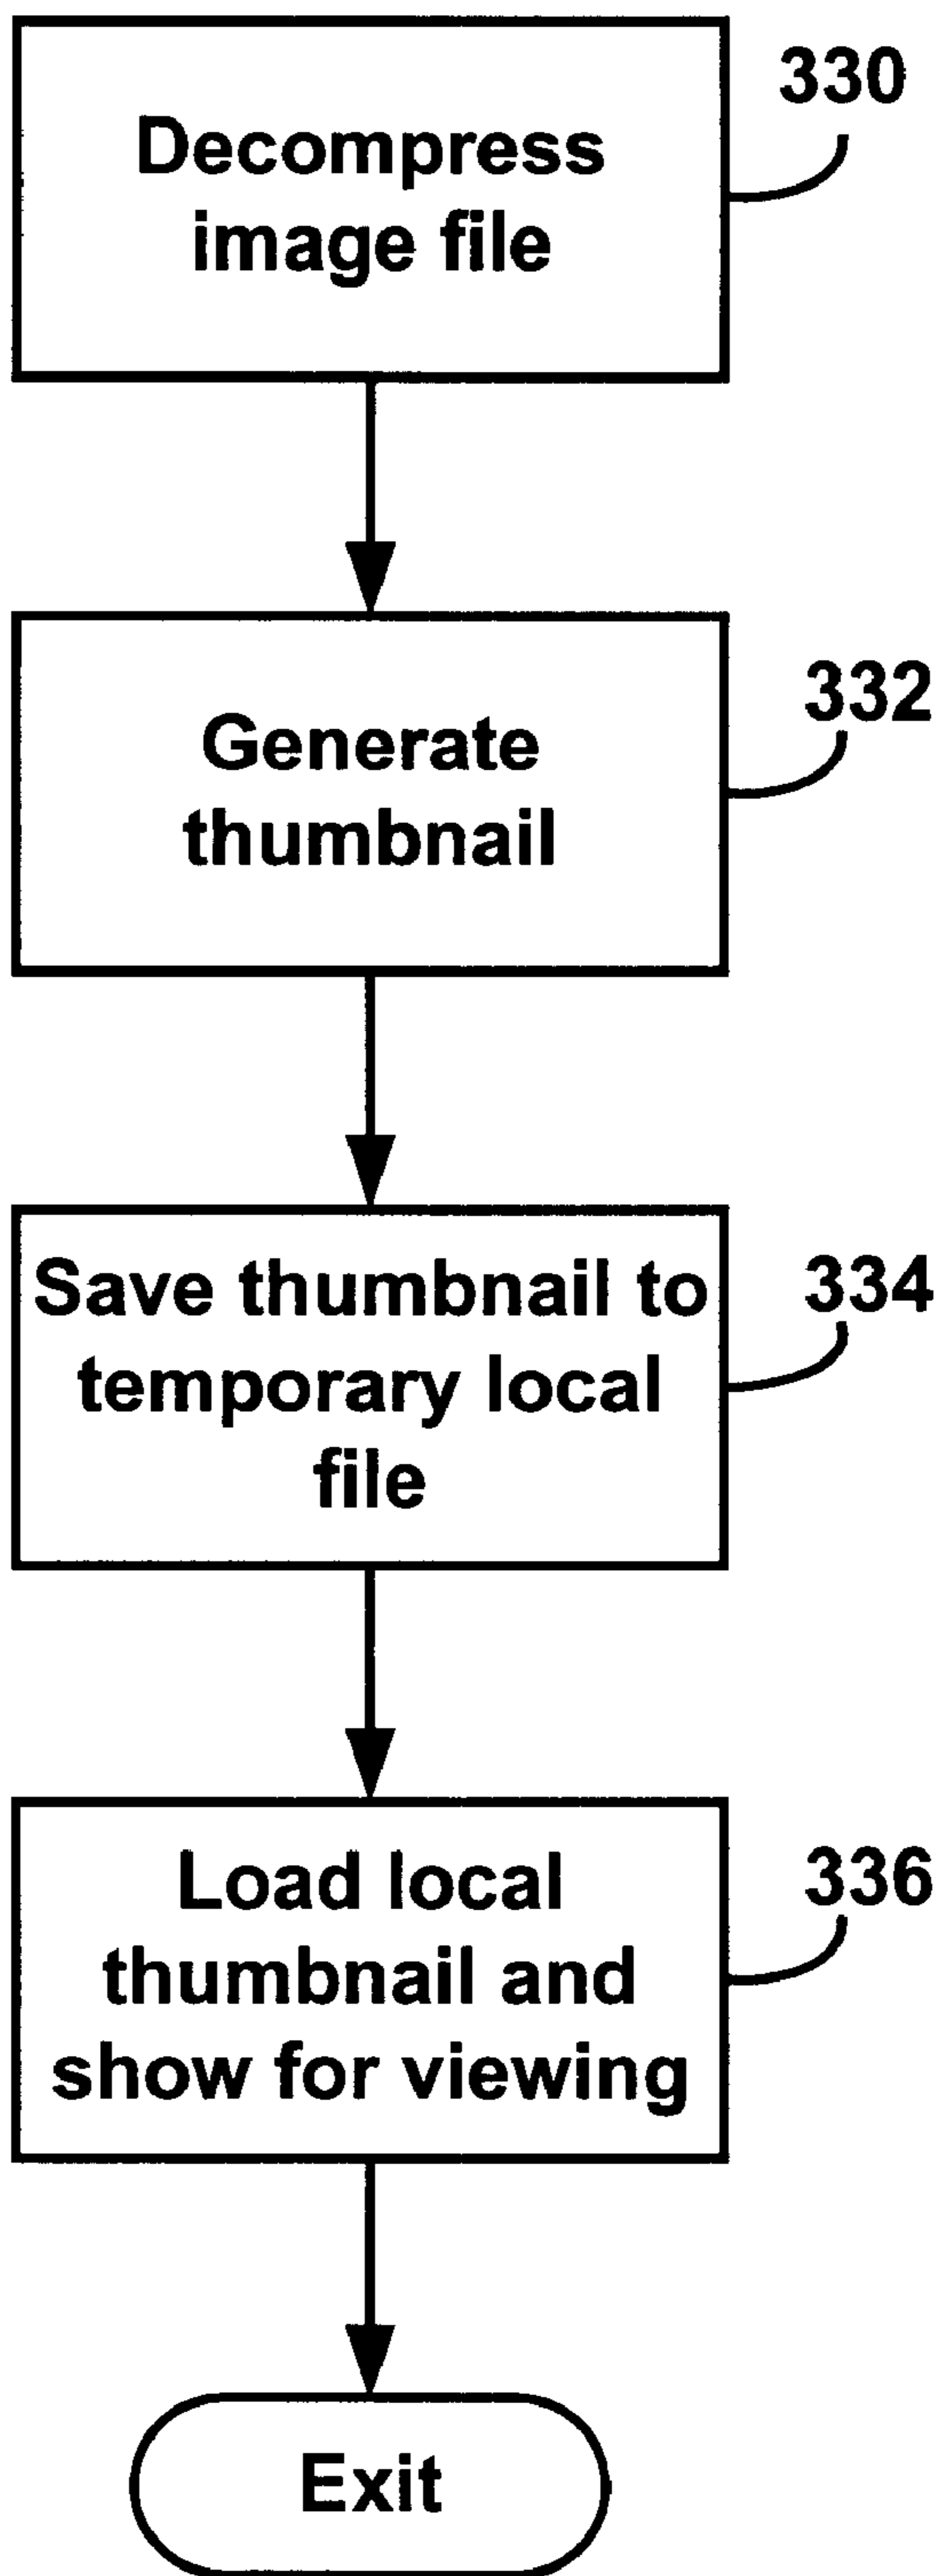 330
Decompress
image file
332
Generate
thumbnail
334
Save thumbnail to
temporary local
file
336
Load local
thumbnail and
show for viewing
Exit